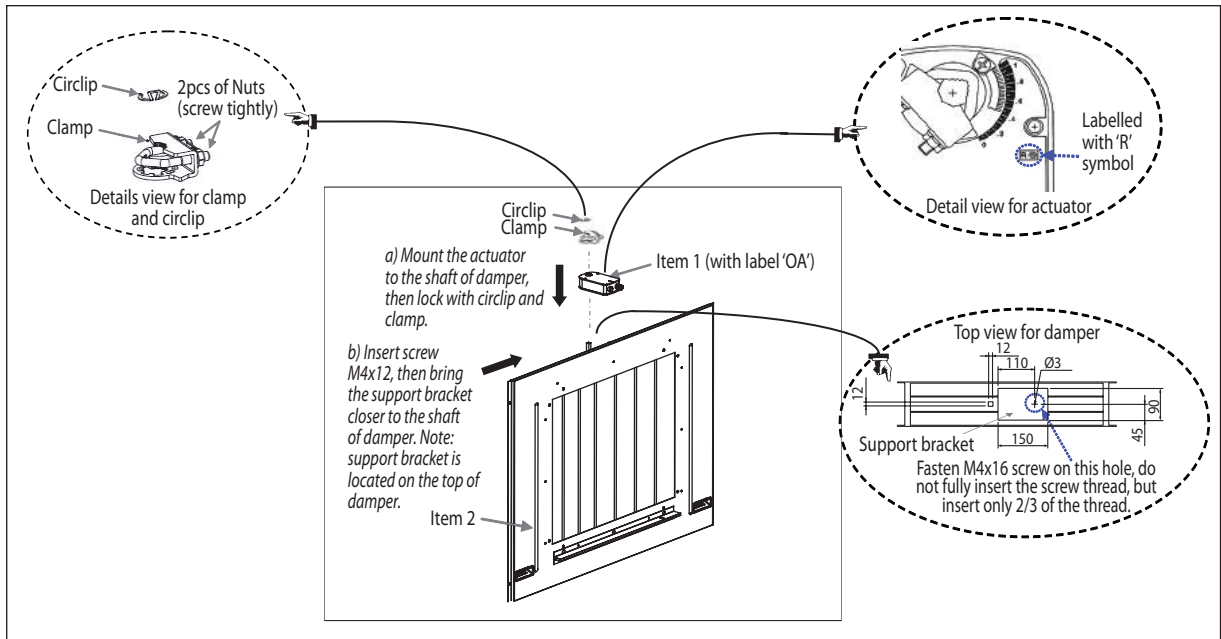 Circlip
2pcs of Nuts
(screw tightly)
Clamp
Details view for clamp
and circlip
Labelled
with 'R'
symbol
Detail view for actuator
Circlip
Clamp
Item 1 (with label 'OA')
a) Mount the actuator
to the shaft of damper,
then lock with circlip and
clamp.
b) Insert screw
M4x12, then bring
the support bracket
closer to the shaft
of damper. Note:
support bracket is
located on the top of
damper.
Item 2
Top view for damper
12
110
Ø3
12
90
45
Support bracket
150
Fasten M4x16 screw on this hole, do
not fully insert the screw thread, but
insert only 2/3 of the thread.